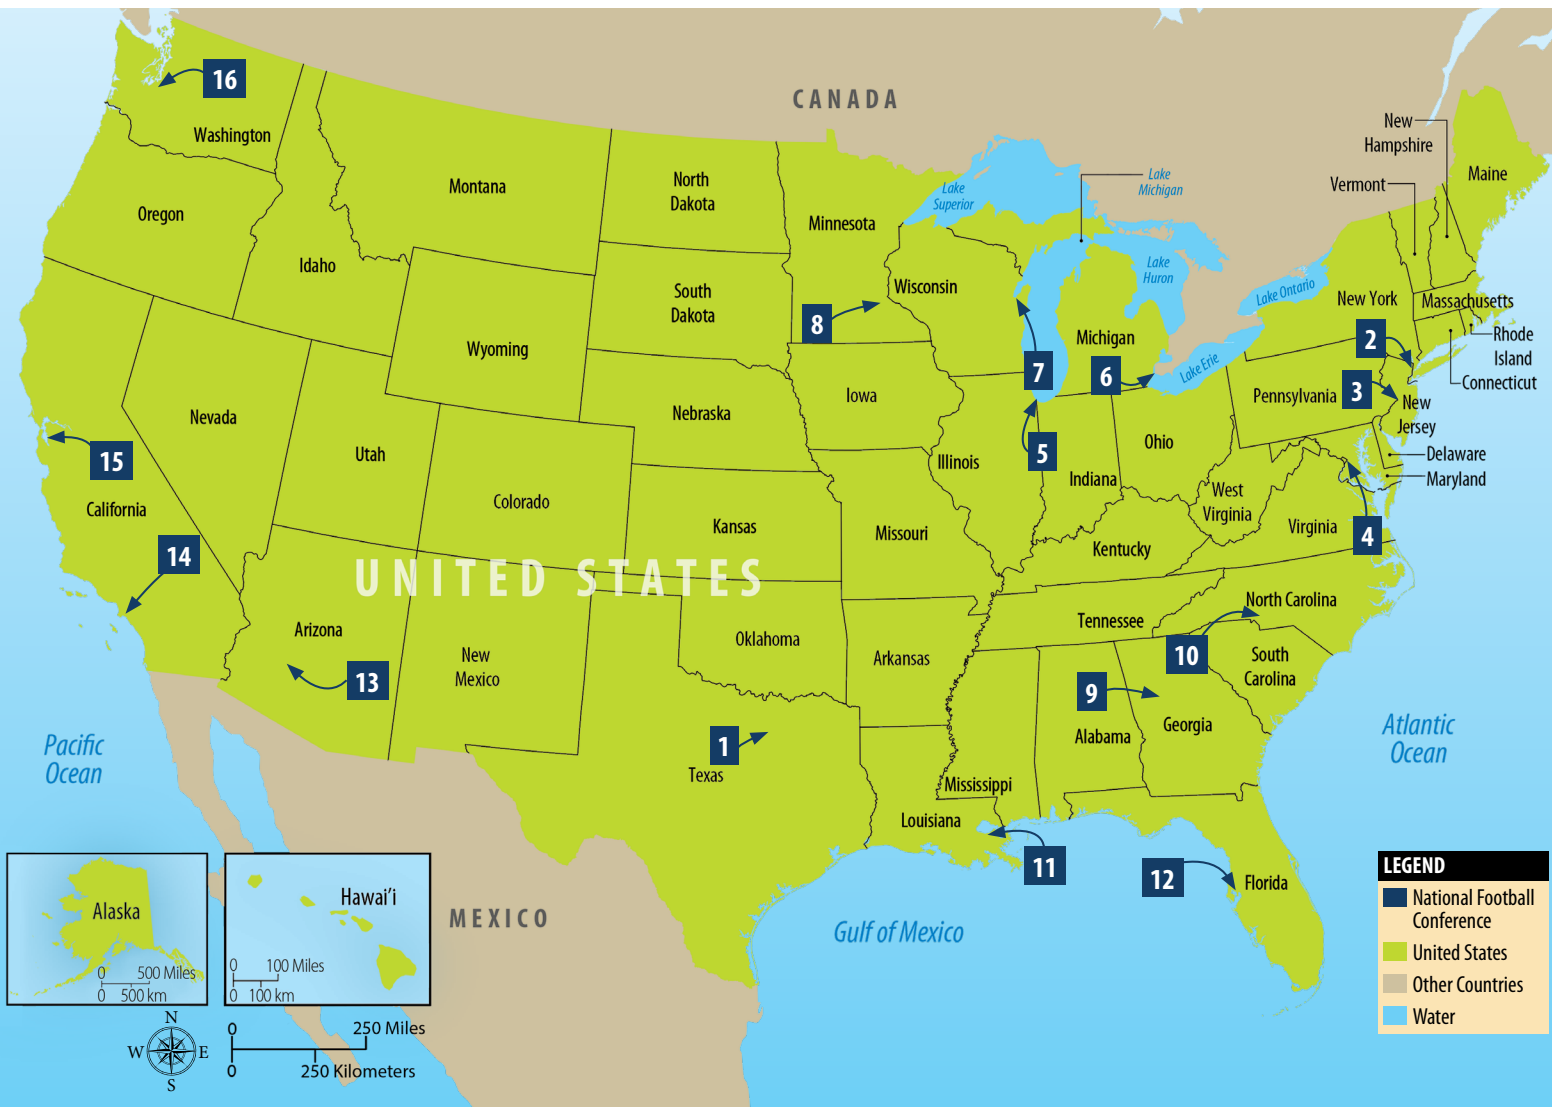 CANADA
16
Washington
Montana
North
Dakota
Minnesota
Lake
Superior
Lake
Michigan
New
Hampshire
Vermont
Maine
Oregon
Idaho
South
Dakota
8
Wisconsin
Lake
Huron
Lake Ontario
New York
Massachusetts
Rhode
Island
Connecticut
Wyoming
Michigan
2
7
6
Lake Erie
3
Pennsylvania
New
Jersey
Iowa
Nebraska
Nevada
Utah
15
California
Colorado
Kansas
Missouri
Illinois
5
Indiana
Ohio
West
Virginia
Virginia
Delaware
Maryland
4
Kentucky
14
UNITED STATES
Arizona
13
New
Mexico
Oklahoma
Arkansas
Tennessee
North Carolina
10
South
Carolina
9
Alabama
Georgia
1
Texas
Mississippi
Louisiana
11
12
Florida
Pacific
Ocean
Atlantic
Ocean
Gulf of Mexico
MEXICO
Alaska
0 500 Miles
0 500 km
Hawai'i
0 100 Miles
0 100 km
N
W E
S
0 250 Miles
0 250 Kilometers
LEGEND
National Football
Conference
United States
Other Countries
Water